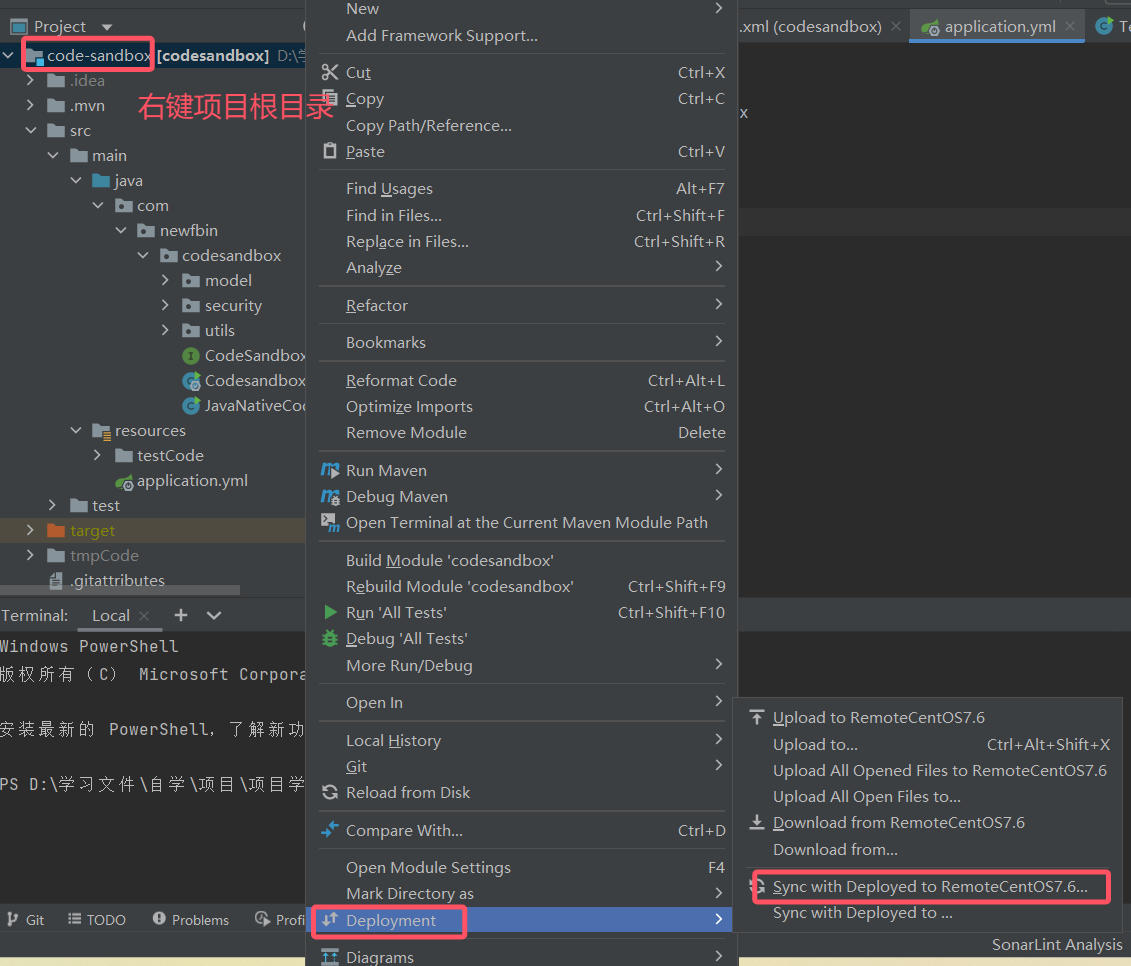 Project
code-sandbox [codesandbox] D:\学
.idea
.mvn
右键项目根目录
src
main
java
com
newfbin
codesandbox
model
security
utils
CodeSandbox
Codesandbox
JavaNativeCo
resources
testCode
application.yml
test
target
tmpCode
.gitattributes
New
Add Framework Support...
Cut Ctrl+X
Copy Ctrl+C
Copy Path/Reference...
Paste Ctrl+V
Find Usages Alt+F7
Find in Files... Ctrl+Shift+F
Replace in Files... Ctrl+Shift+R
Analyze
Refactor
Bookmarks
Reformat Code Ctrl+Alt+L
Optimize Imports Ctrl+Alt+O
Remove Module Delete
Run Maven
Debug Maven
Open Terminal at the Current Maven Module Path
Build Module 'codesandbox'
Rebuild Module 'codesandbox' Ctrl+Shift+F9
Run 'All Tests' Ctrl+Shift+F10
Debug 'All Tests'
More Run/Debug
Open In
Local History
Git
Reload from Disk
Compare With... Ctrl+D
Open Module Settings F4
Mark Directory as
Deployment
Diagrams
.xml (codesandbox)
application.yml
Te
x
Upload to RemoteCentOS7.6
Upload to... Ctrl+Alt+Shift+X
Upload All Opened Files to RemoteCentOS7.6
Upload All Open Files to...
Download from RemoteCentOS7.6
Download from...
Sync with Deployed to RemoteCentOS7.6...
Sync with Deployed to ...
Terminal: Local
Windows PowerShell
版权所有（C） Microsoft Corpora
安装最新的 PowerShell，了解新功
PS D:\学习文件\自学\项目\项目学
Git TODO Problems Profi
SonarLint Analysis